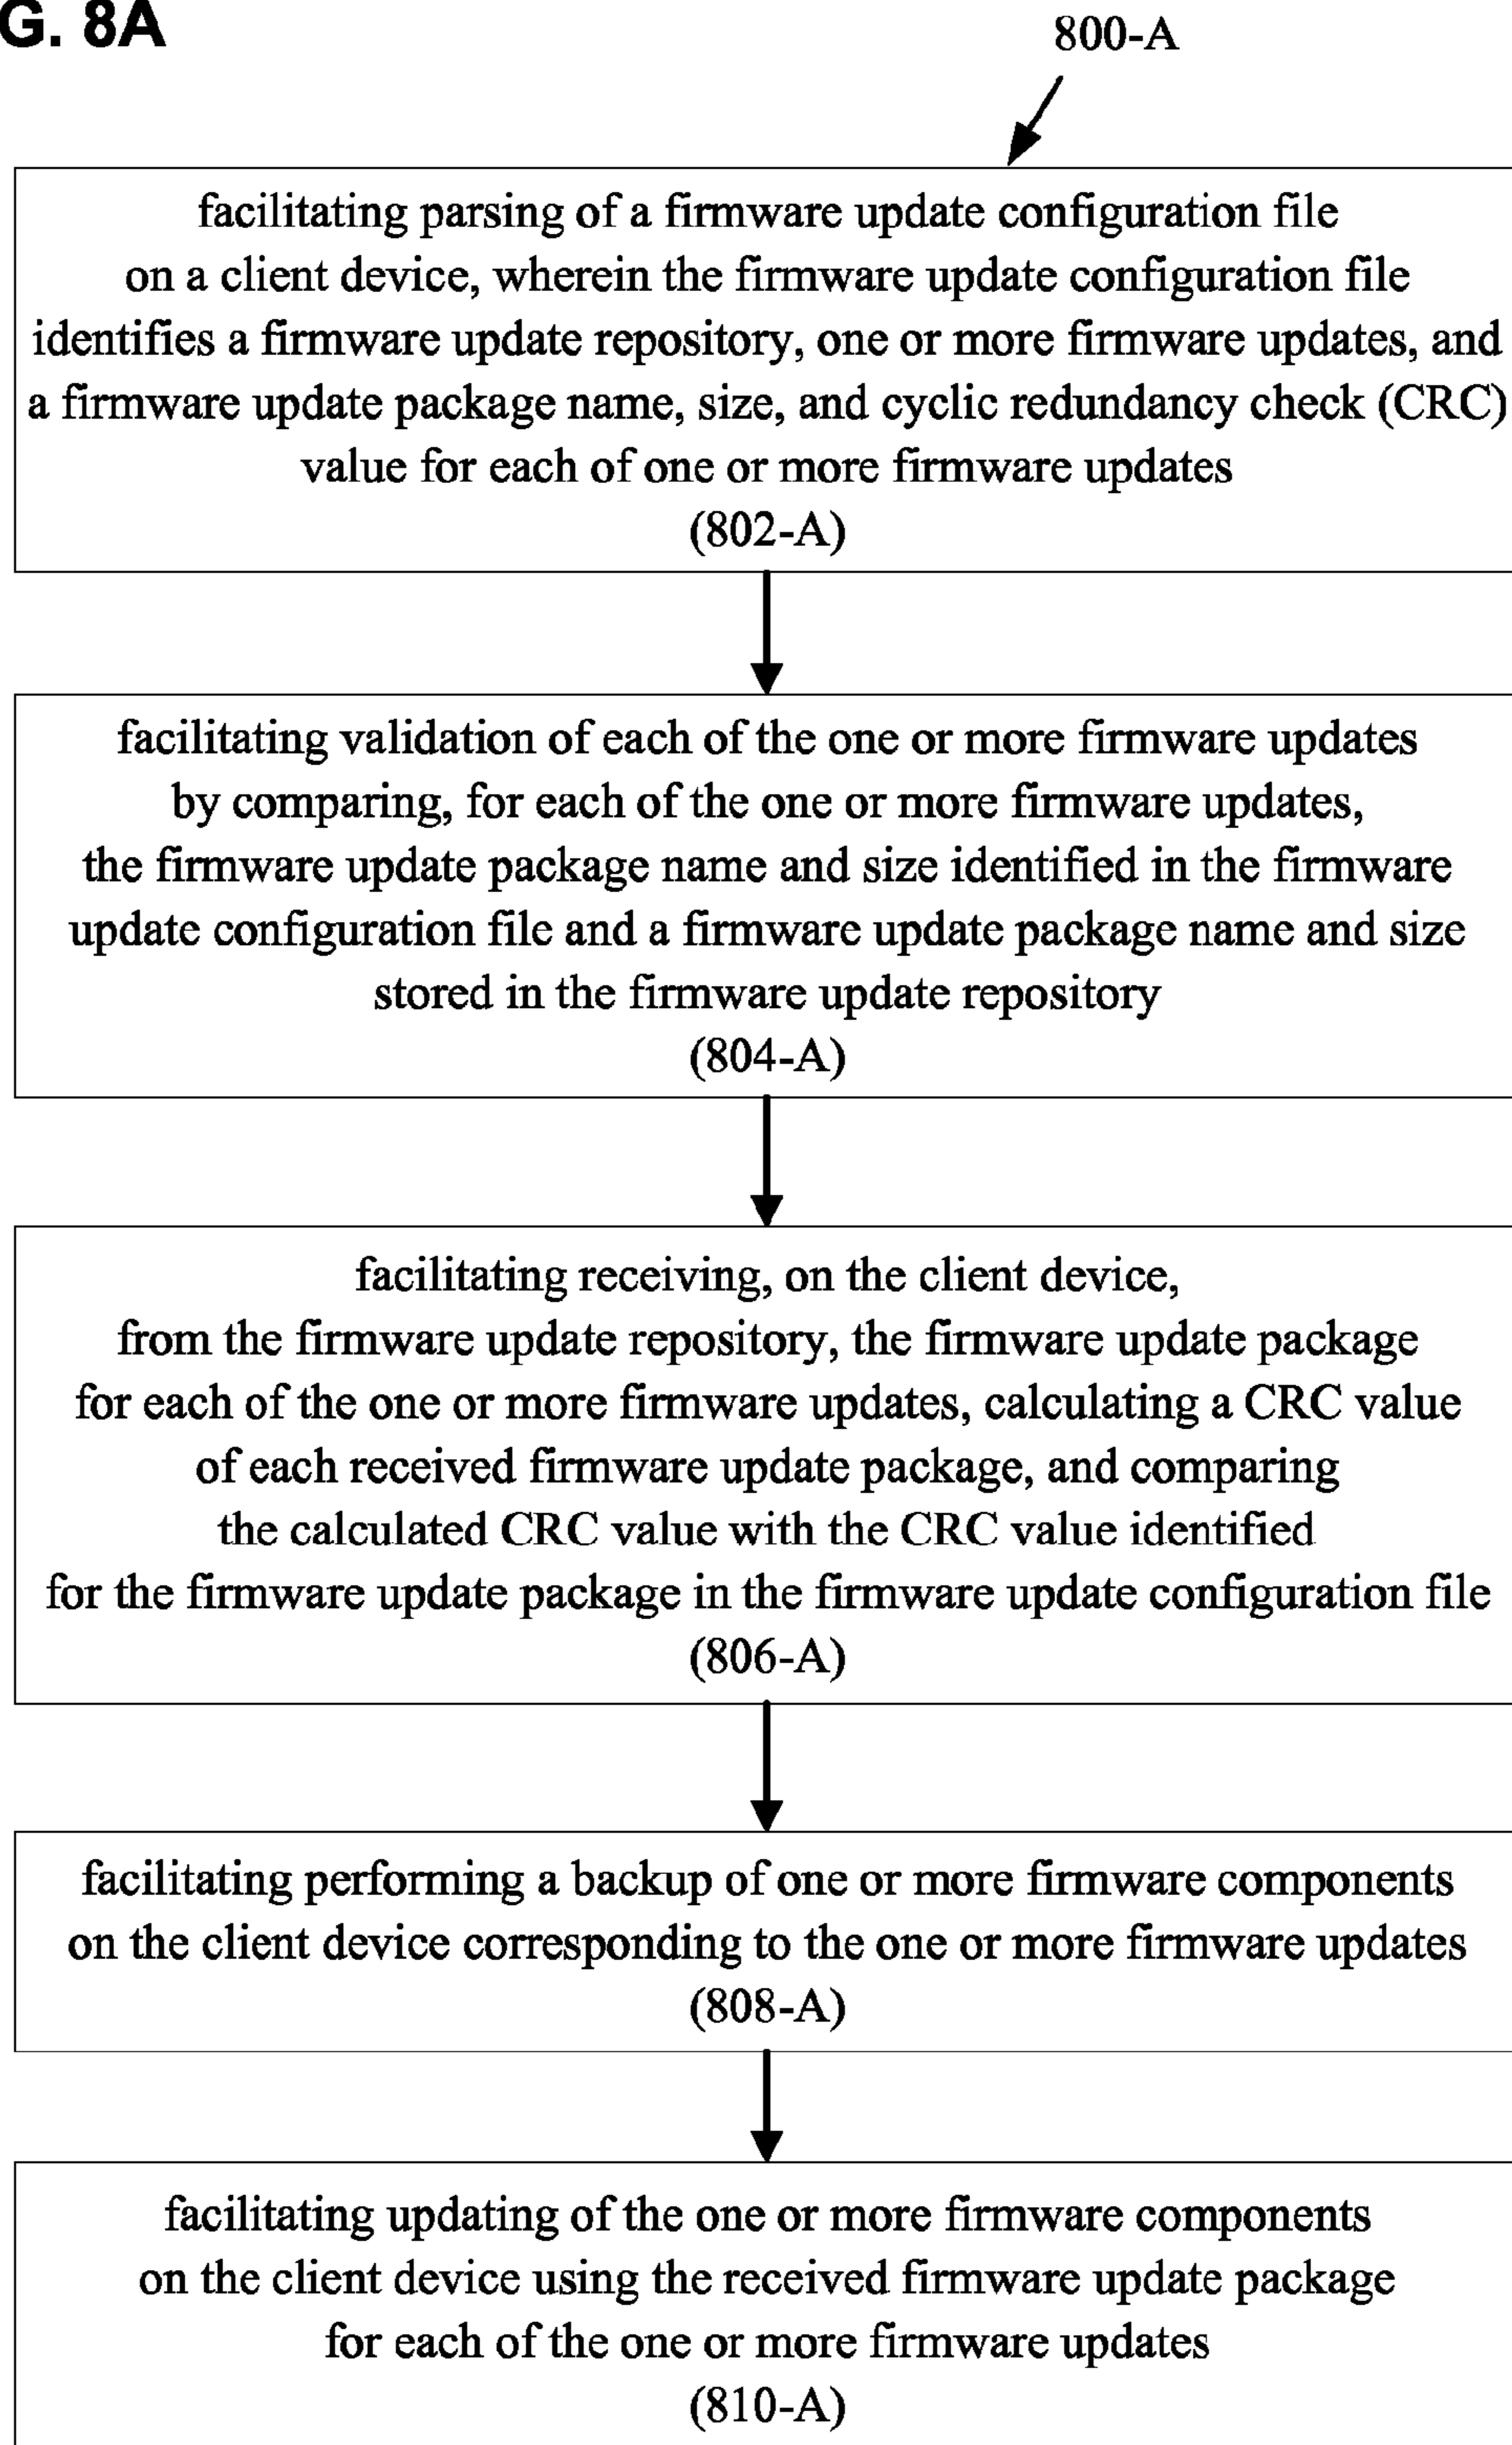 G. 8A
800-A
facilitating parsing of a firmware update configuration file
on a client device, wherein the firmware update configuration file
identifies a firmware update repository, one or more firmware updates, and
a firmware update package name, size, and cyclic redundancy check (CRC)
value for each of one or more firmware updates
(802-A)
facilitating validation of each of the one or more firmware updates
by comparing, for each of the one or more firmware updates,
the firmware update package name and size identified in the firmware
update configuration file and a firmware update package name and size
stored in the firmware update repository
(804-A)
facilitating receiving, on the client device,
from the firmware update repository, the firmware update package
for each of the one or more firmware updates, calculating a CRC value
of each received firmware update package, and comparing
the calculated CRC value with the CRC value identified
for the firmware update package in the firmware update configuration file
(806-A)
facilitating performing a backup of one or more firmware components
on the client device corresponding to the one or more firmware updates
(808-A)
facilitating updating of the one or more firmware components
on the client device using the received firmware update package
for each of the one or more firmware updates
(810-A)